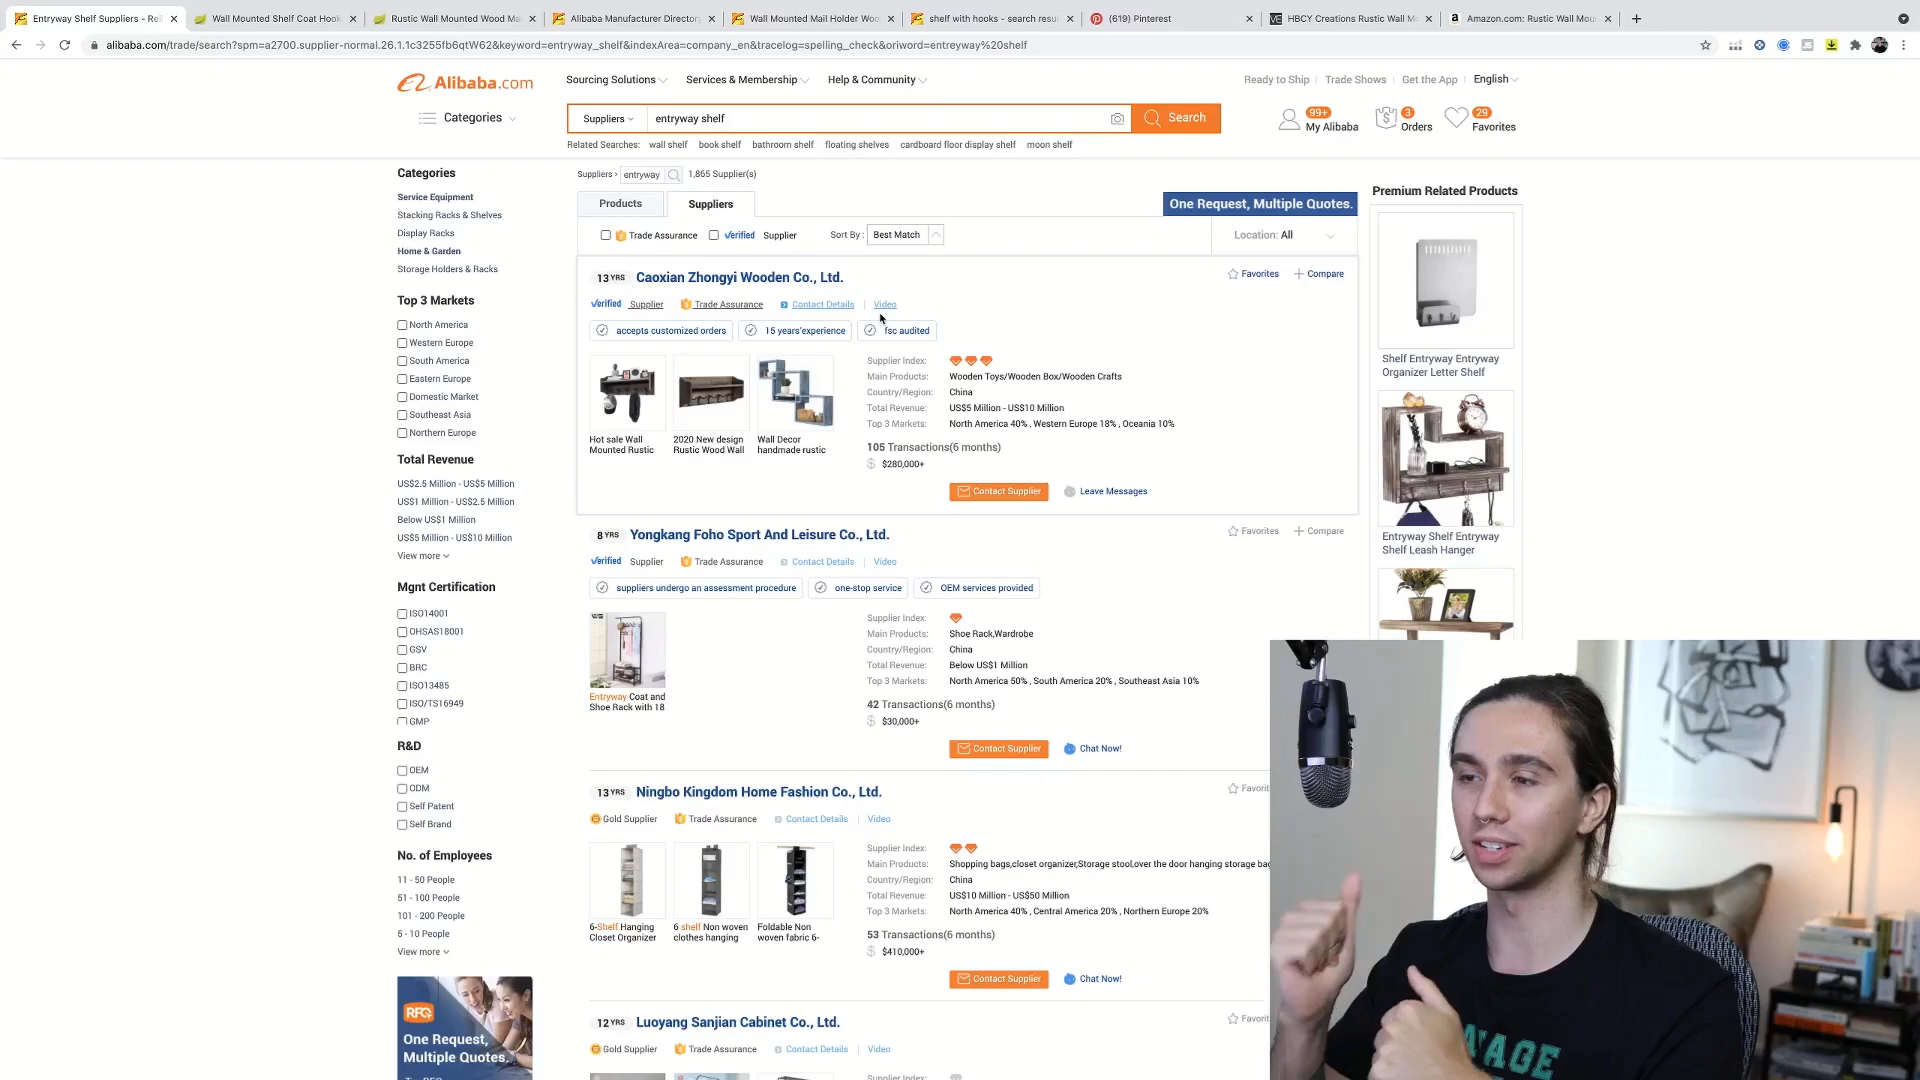 Entryway Shelf Suppliers - Rel
Wall Mounted Shelf Coat Hook
Rustic Wall Mounted Wood Ma
Alibaba Manufacturer Director
Wall Mounted Mail Holder Woo
shelf with hooks - search resu
(619) Pinterest
HBCY Creations Rustic Wall M
Amazon.com: Rustic Wall Mou
alibaba.com/trade/search?spm=a2700.supplier-normal.26.1.1c3255fb6qtW62&keyword=entryway_shelf&indexArea=company_en&tracelog=spelling_check&oriword=entreyway%20shelf
Alibaba.com
Sourcing Solutions
Services & Membership
Help & Community
Ready to Ship
Trade Shows
Get the App
English
Categories
Suppliers
entryway shelf
Search
99+
My Alibaba
3
Orders
29
Favorites
Related Searches: wall shelf book shelf bathroom shelf floating shelves cardboard floor display shelf moon shelf
Categories
Service Equipment
Stacking Racks & Shelves
Display Racks
Home & Garden
Storage Holders & Racks
Top 3 Markets
North America
Western Europe
South America
Eastern Europe
Domestic Market
Southeast Asia
Northern Europe
Total Revenue
US$2.5 Million - US$5 Million
US$1 Million - US$2.5 Million
Below US$1 Million
US$5 Million - US$10 Million
View more
Mgnt Certification
ISO14001
OHSAS18001
GSV
BRC
ISO13485
ISO/TS16949
GMP
R&D
OEM
ODM
Self Patent
Self Brand
No. of Employees
11 - 50 People
51 - 100 People
101 - 200 People
5 - 10 People
View more
RFQ
One Request,
Multiple Quotes.
Suppliers > entryway 1,865 Supplier(s)
Products
Suppliers
One Request, Multiple Quotes.
Trade Assurance
Verified Supplier
Sort By : Best Match
Location: All
13 YRS Caoxian Zhongyi Wooden Co., Ltd.
Favorites
Compare
Verified Supplier Trade Assurance Contact Details Video
accepts customized orders
15 years'experience
fsc audited
Hot sale Wall
Mounted Rustic
2020 New design
Rustic Wood Wall
Wall Decor
handmade rustic
Supplier Index:
Main Products: Wooden Toys/Wooden Box/Wooden Crafts
Country/Region: China
Total Revenue: US$5 Million - US$10 Million
Top 3 Markets: North America 40% , Western Europe 18% , Oceania 10%
105 Transactions(6 months)
$280,000+
Contact Supplier
Leave Messages
8 YRS Yongkang Foho Sport And Leisure Co., Ltd.
Favorites
Compare
Verified Supplier Trade Assurance Contact Details Video
suppliers undergo an assessment procedure
one-stop service
OEM services provided
Entryway Coat and
Shoe Rack with 18
Supplier Index:
Main Products: Shoe Rack,Wardrobe
Country/Region: China
Total Revenue: Below US$1 Million
Top 3 Markets: North America 50% , South America 20% , Southeast Asia 10%
42 Transactions(6 months)
$30,000+
Contact Supplier
Chat Now!
13 YRS Ningbo Kingdom Home Fashion Co., Ltd.
Favorit
Gold Supplier Trade Assurance Contact Details Video
6-Shelf Hanging
Closet Organizer
6 shelf Non woven
clothes hanging
Foldable Non
woven fabric 6-
Supplier Index:
Main Products: Shopping bags,closet organizer,Storage stool,over the door hanging storage bag
Country/Region: China
Total Revenue: US$10 Million - US$50 Million
Top 3 Markets: North America 40% , Central America 20% , Northern Europe 20%
53 Transactions(6 months)
$410,000+
Contact Supplier
Chat Now!
12 YRS Luoyang Sanjian Cabinet Co., Ltd.
Favorit
Gold Supplier Trade Assurance Contact Details Video
Supplier Index:
Premium Related Products
Shelf Entryway Entryway
Organizer Letter Shelf
Entryway Shelf Entryway
Shelf Leash Hanger